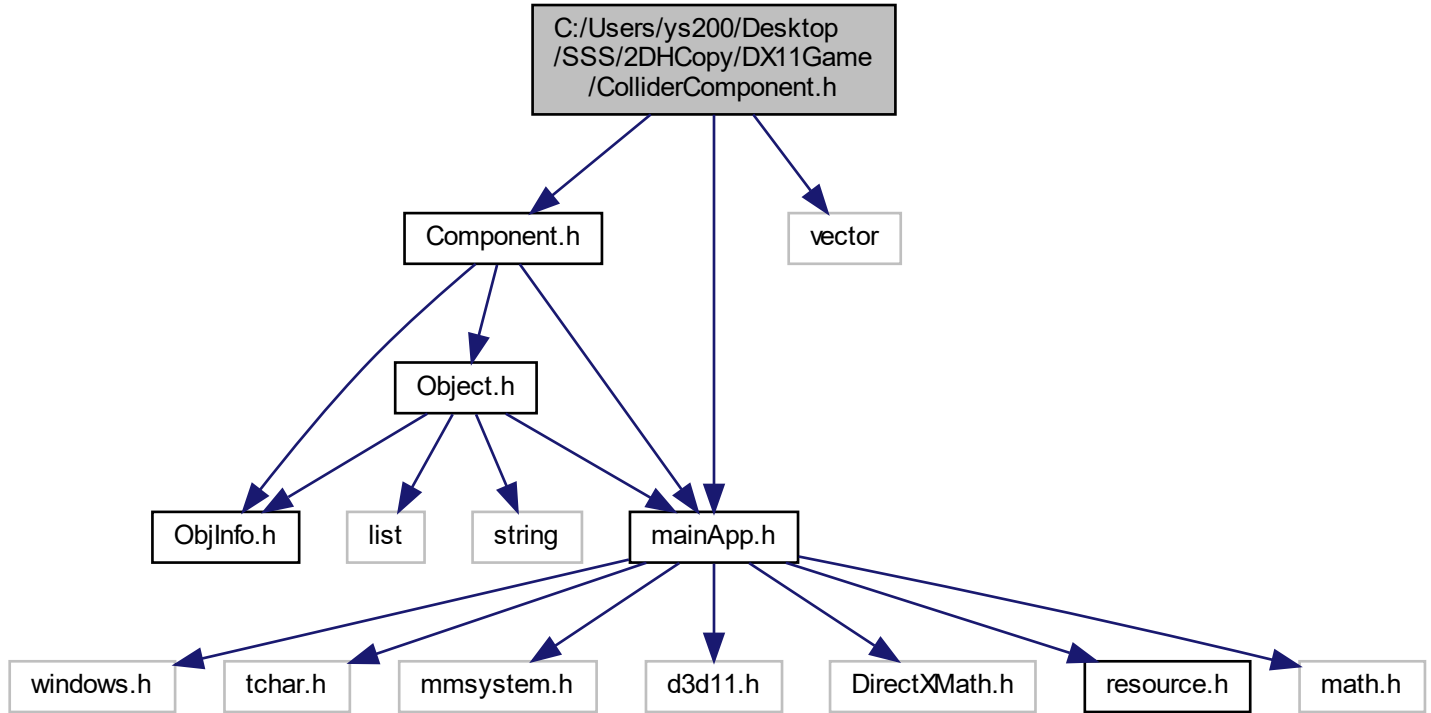 C:/Users/ys200/Desktop
/SSS/2DHCopy/DX11Game
/ColliderComponent.h
Component.h
vector
Object.h
ObjInfo.h
list
string
mainApp.h
windows.h
tchar.h
mmsystem.h
d3d11.h
DirectXMath.h
resource.h
math.h